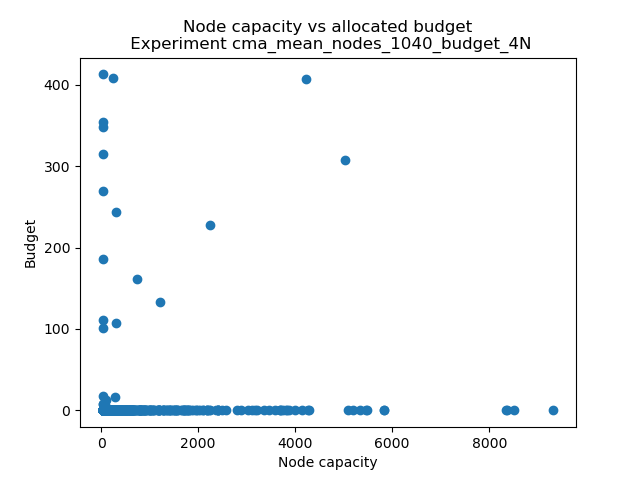 Node capacity vs allocated budget
Experiment cma_mean_nodes_1040_budget_4N
400
300
200
100
0
Budget
0 2000 4000 6000 8000
Node capacity